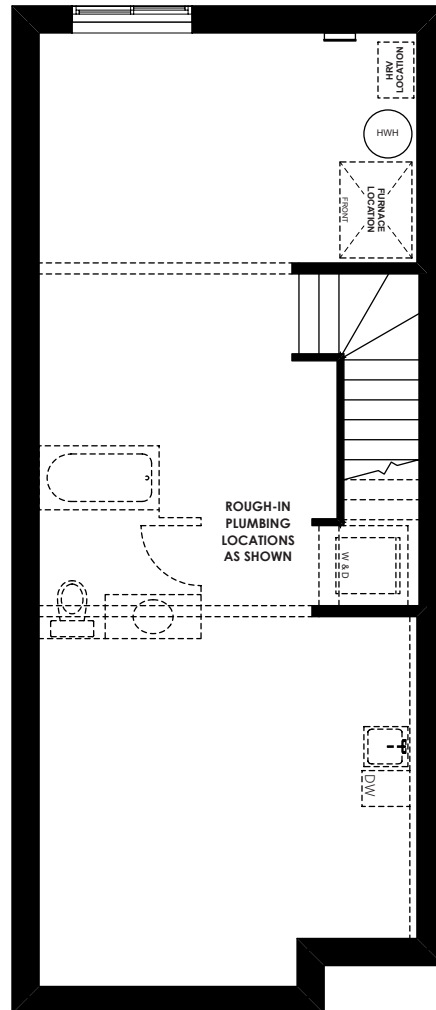 HRV
LOCATION
HWH
FURNACE
LOCATION
FRONT
ROUGH-IN
PLUMBING
LOCATIONS
AS SHOWN
W & D
DW